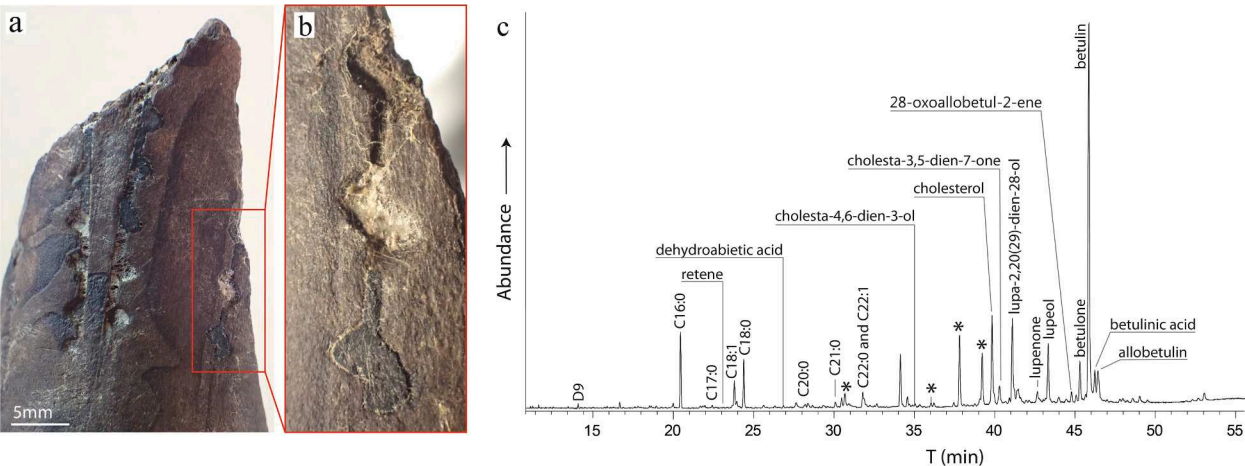 a
b
c
5mm
Abundance
D9
C16:0
C17:0
C18:1
C18:0
C20:0
C21:0
C22:0 and C22:1
retene
dehydroabietic acid
*
*
*
*
cholesta-4,6-dien-3-ol
cholesterol
cholesta-3,5-dien-7-one
28-oxoallobetul-2-ene
lupa-2,20(29)-dien-28-ol
lupenone
lupeol
betulone
betulin
betulinic acid
allobetulin
15
20
25
30
35
40
45
50
55
T (min)